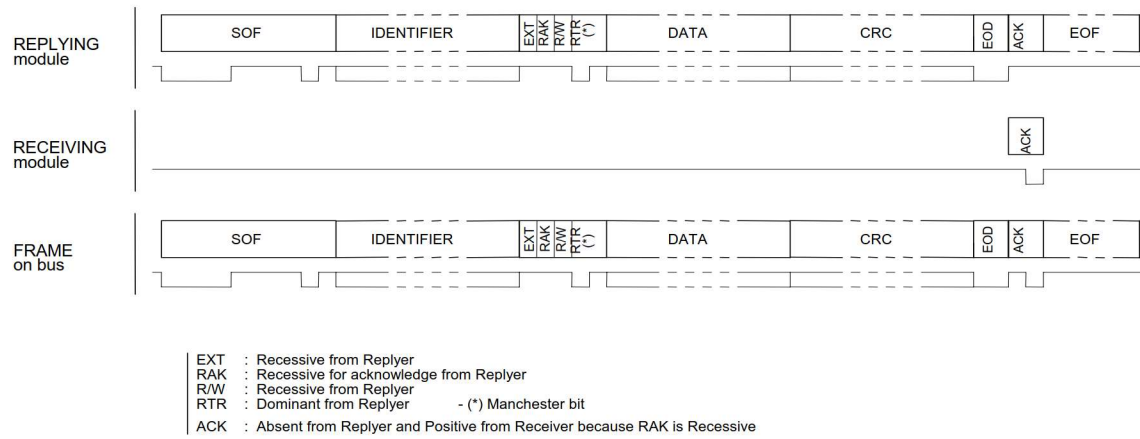 REPLYING
module
SOF IDENTIFIER EXT RAK R/W RTR (*) DATA CRC EOD ACK EOF
RECEIVING
module
ACK
FRAME
on bus
SOF IDENTIFIER EXT RAK R/W RTR (*) DATA CRC EOD ACK EOF
EXT : Recessive from Replyer
RAK : Recessive for acknowledge from Replyer
R/W : Recessive from Replyer
RTR : Dominant from Replyer - (*) Manchester bit
ACK : Absent from Replyer and Positive from Receiver because RAK is Recessive